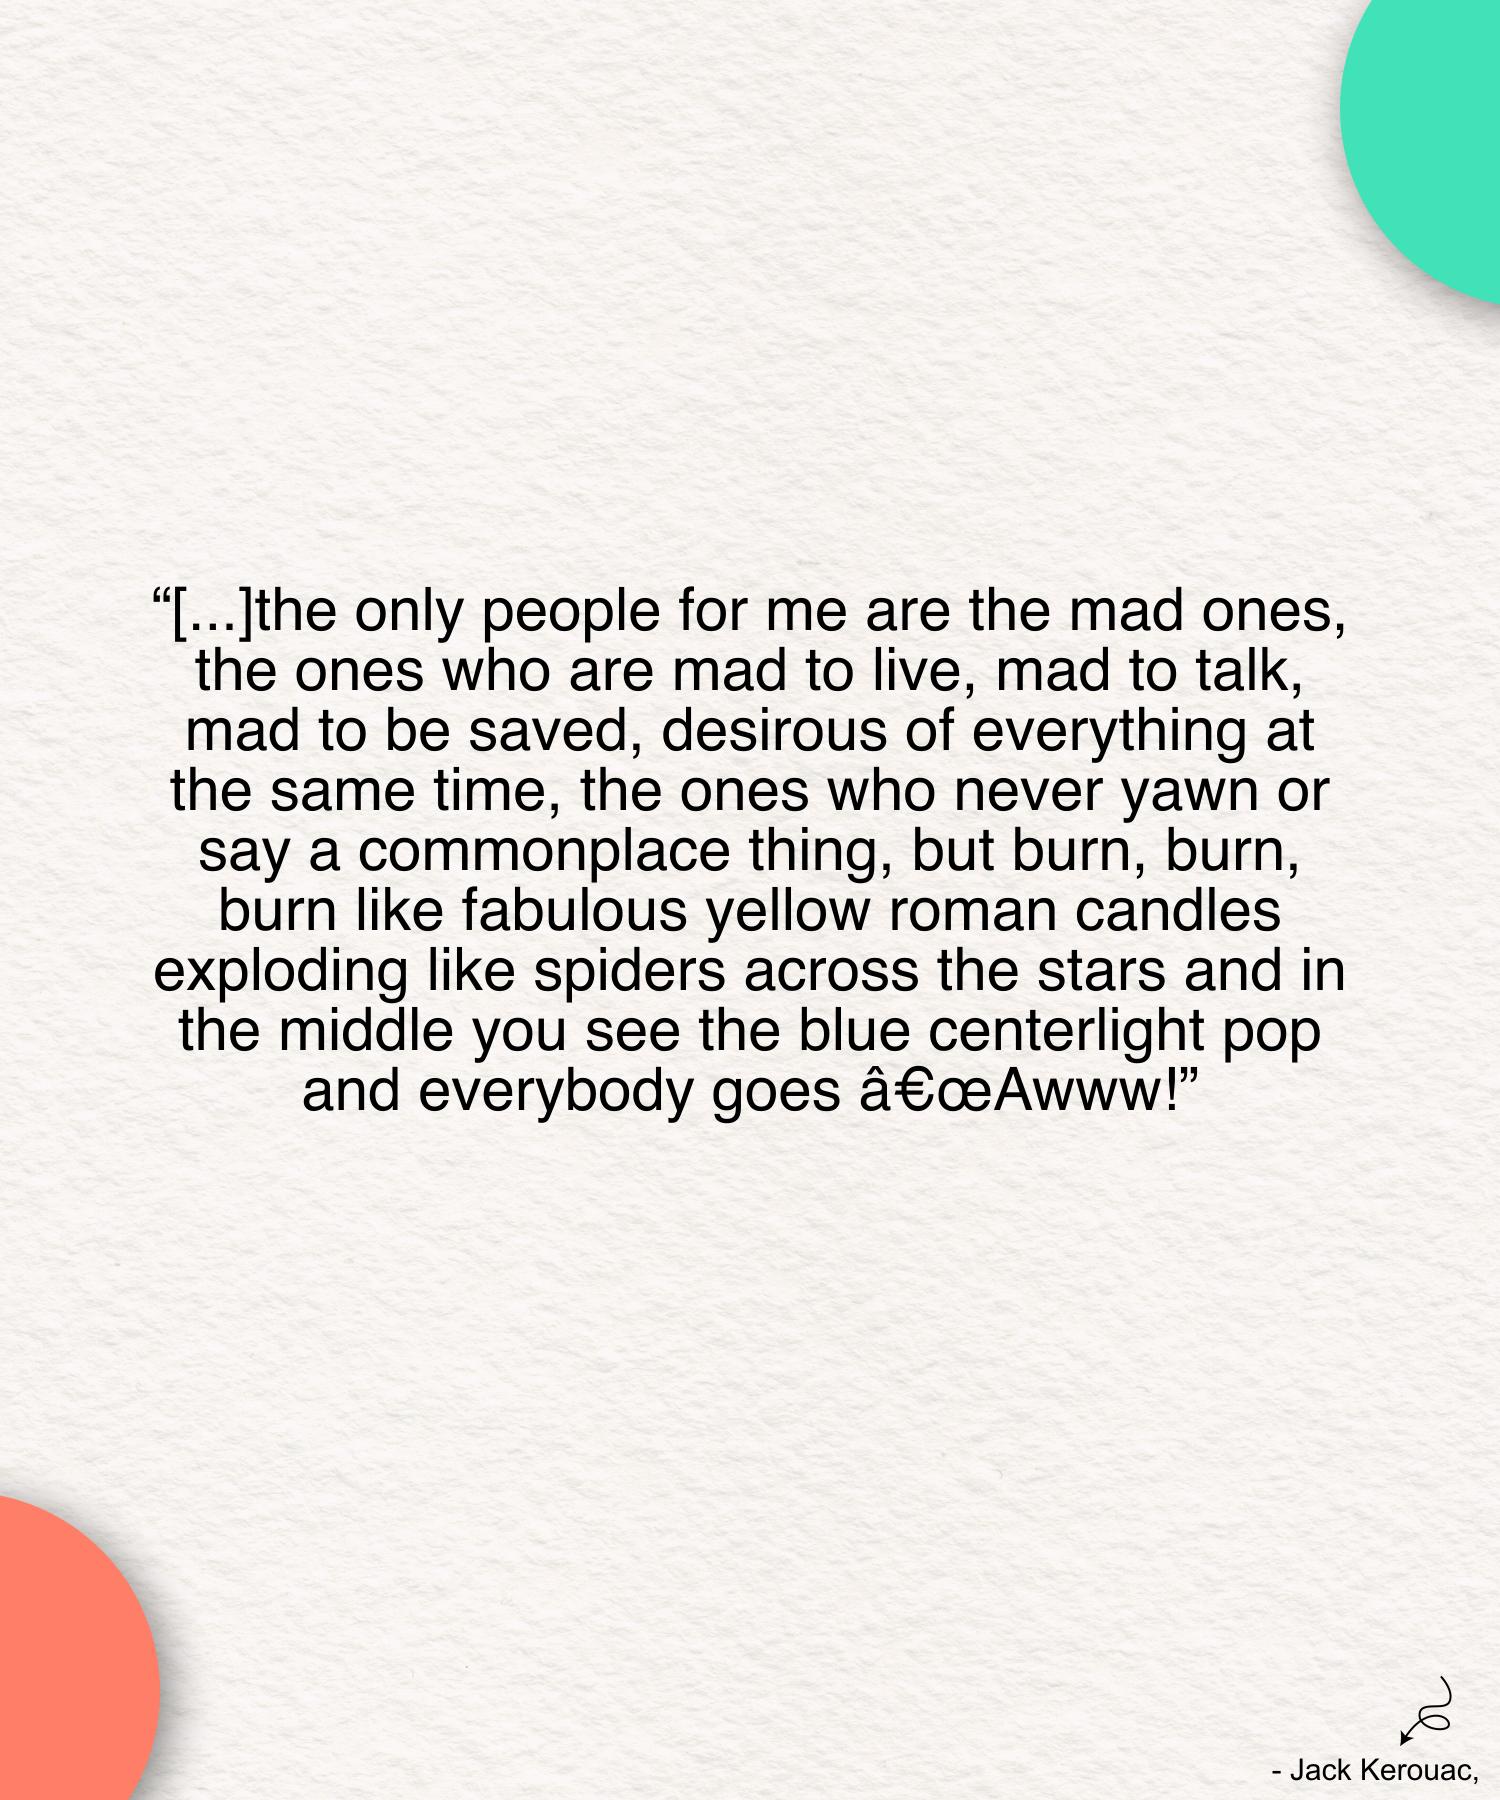 “[...]the only people for me are the mad ones,
the ones who are mad to live, mad to talk,
mad to be saved, desirous of everything at
the same time, the ones who never yawn or
say a commonplace thing, but burn, burn,
burn like fabulous yellow roman candles
exploding like spiders across the stars and in
the middle you see the blue centerlight pop
and everybody goes â€œAwww!”
- Jack Kerouac,